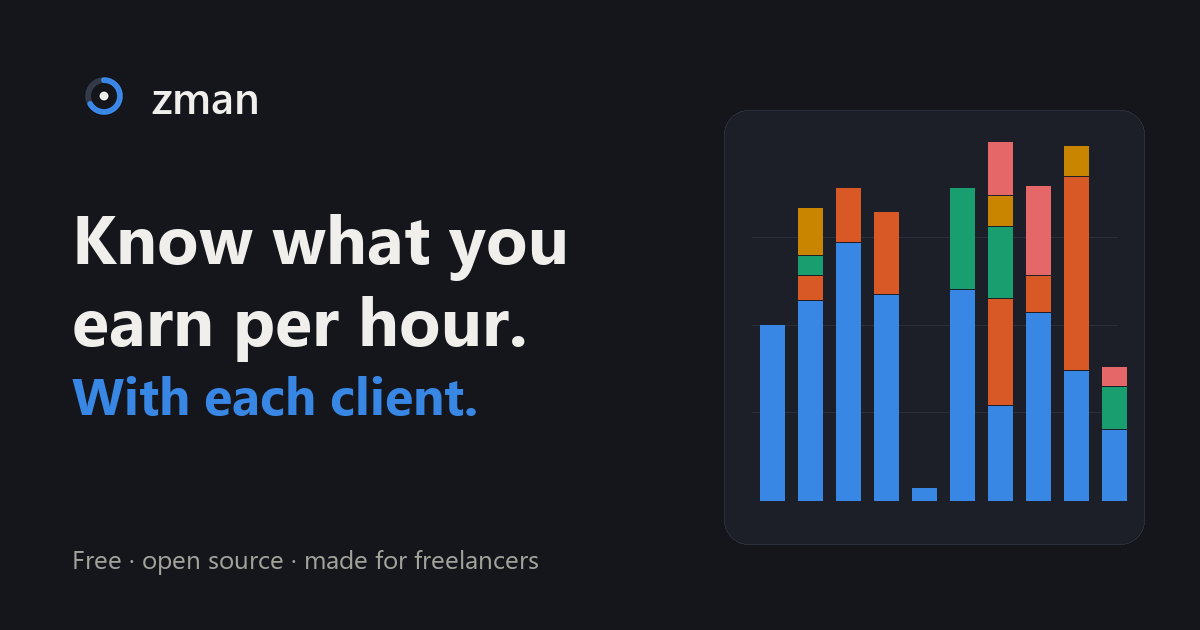 zman
Know what you
earn per hour.
With each client.
Free · open source · made for freelancers